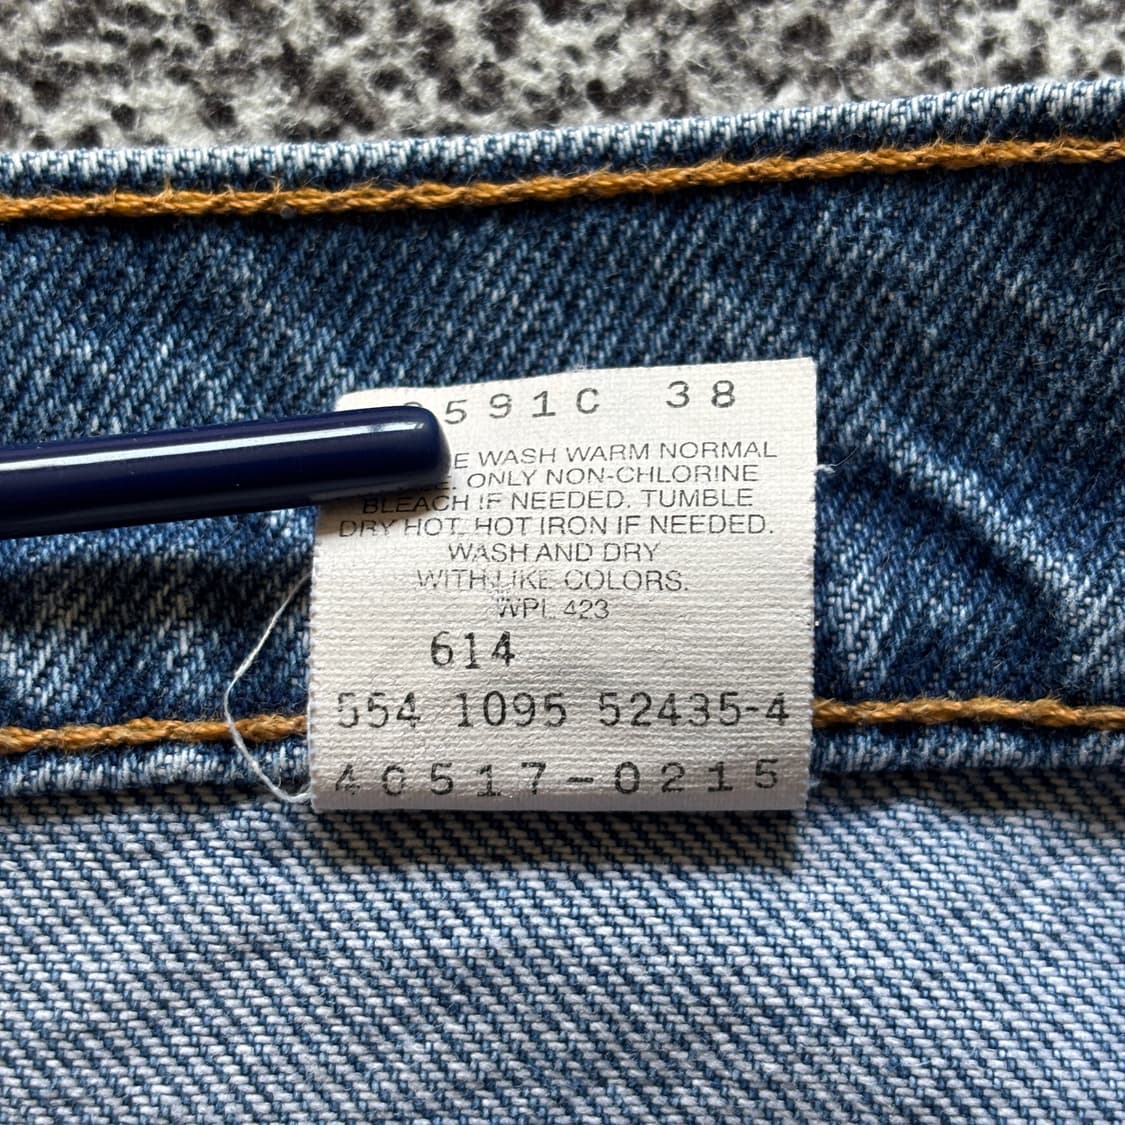 591C 38
WASH WARM NORMAL
ONLY NON-CHLORINE
BLEACH IF NEEDED. TUMBLE
DRY HOT. HOT IRON IF NEEDED.
WASH AND DRY
WITH LIKE COLORS.
WPL 423
614
554 1095 52435-4
40517-0215